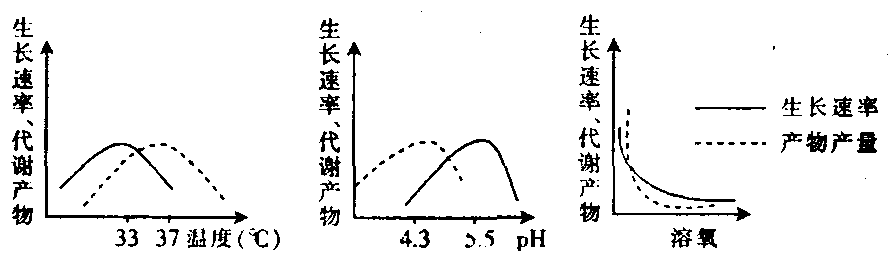 生长速率、代谢产物
33 37 温度(℃)
生长速率、代谢产物
4.3 5.5 pH
生长速率、代谢产物
溶氧
生长速率
产物产量